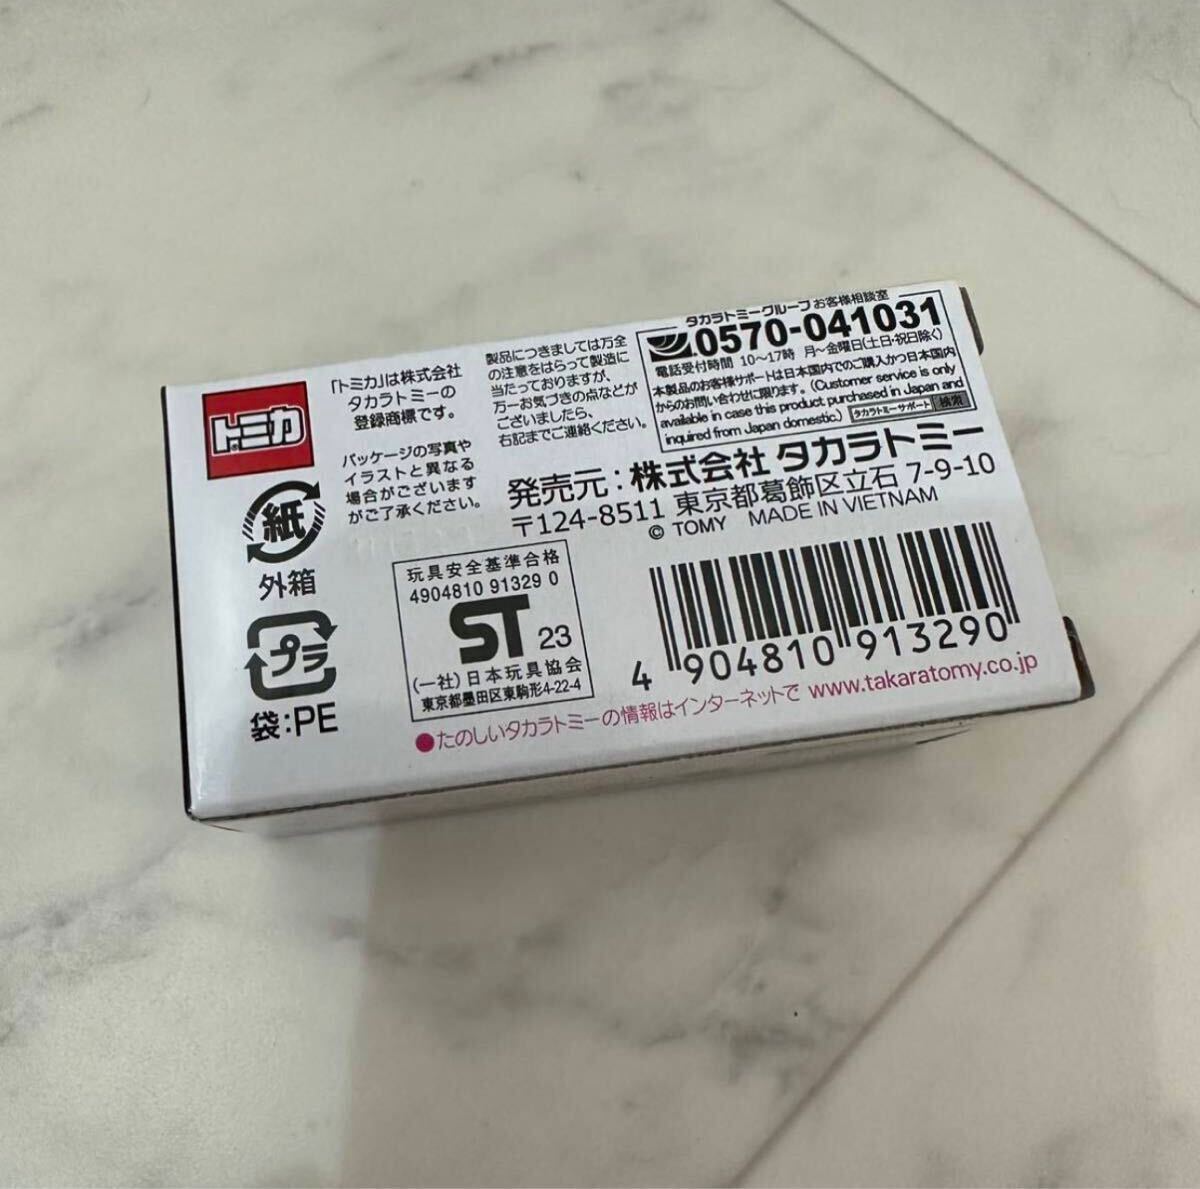 トミカ
「トミカ」は株式会社
タカラトミーの
登録商標です。
パッケージの写真や
イラストと異なる
場合がございます
がご了承ください。
製品につきましては万全
の注意をはらって製造に
当たっておりますが、
万一お気づきの点などが
ございましたら、
右記までご連絡ください。
タカラトミーグループ お客様相談室
0570-041031
電話受付時間 10～17時 月～金曜日(土日・祝日除く)
本製品のお客様サポートは日本国内でのご購入かつ日本国内
からのお問い合わせに限ります。(Customer service is only
available in case this product purchased in Japan and
inquired from Japan domestic.) タカラトミーサポート 検索
発売元：株式会社 タカラトミー
〒124-8511 東京都葛飾区立石 7-9-10
© TOMY MADE IN VIETNAM
紙
外箱
プラ
袋：PE
玩具安全基準合格
4904810 91329 0
ST 23
(一社) 日本玩具協会
東京都墨田区東駒形4-22-4
4 904810 913290
●たのしいタカラトミーの情報はインターネットで www.takaratomy.co.jp